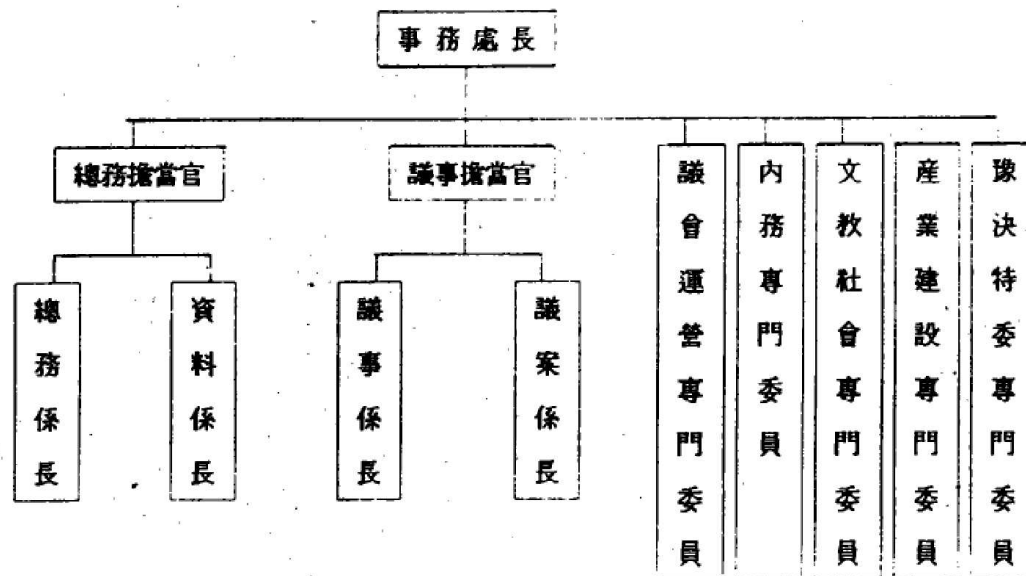 事務處長
總務擔當官
議事擔當官
總務係長
資料係長
議事係長
議案係長
議會運營專門委員
内務專門委員
文教社會專門委員
産業建設專門委員
豫決特委專門委員